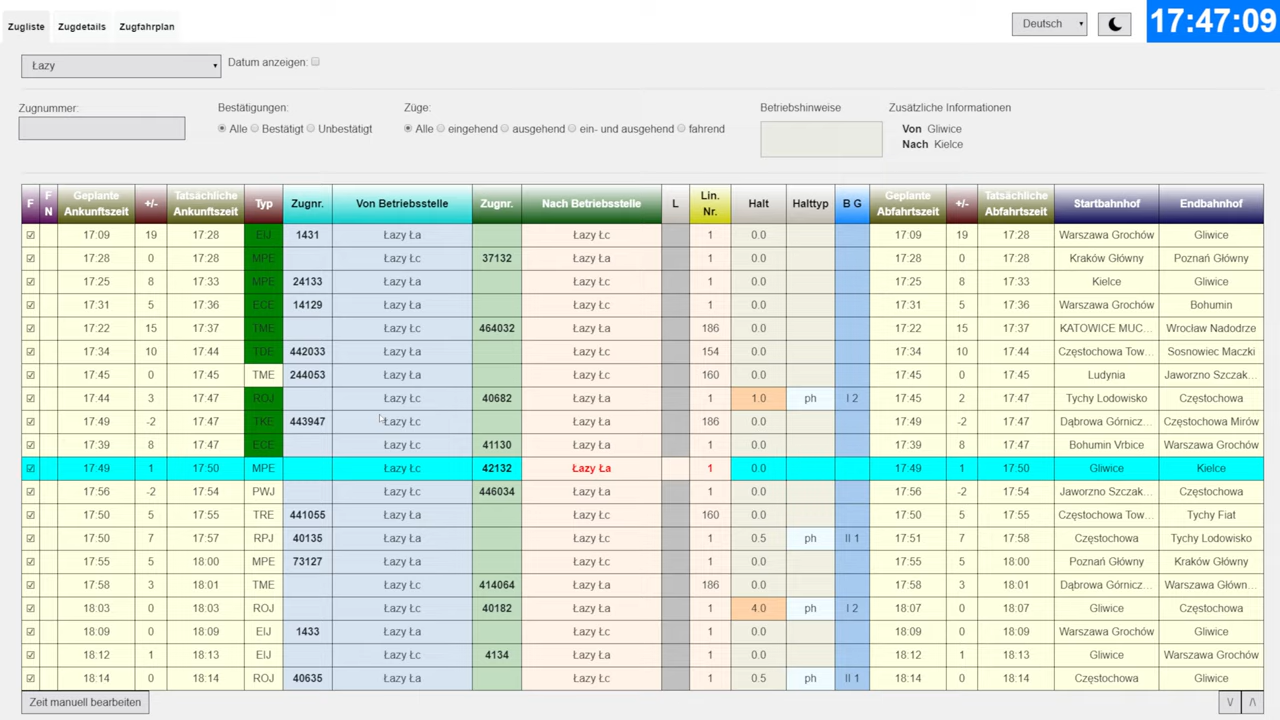 Zugliste Zugdetails Zugfahrplan Deutsch 17:47:09
Łazy Datum anzeigen:
Zugnummer: Bestätigungen: Züge: Betriebshinweise Zusätzliche Informationen
Alle Bestätigt Unbestätigt Alle eingehend ausgehend ein- und ausgehend fahrend Von Gliwice
Nach Kielce
F F N Geplante Ankunftszeit +/- Tatsächliche Ankunftszeit Typ Zugnr. Von Betriebsstelle Zugnr. Nach Betriebsstelle L Lin. Nr. Halt Halttyp B G Geplante Abfahrtszeit +/- Tatsächliche Abfahrtszeit Startbahnhof Endbahnhof
17:09 19 17:28 EIJ 1431 Łazy Ła Łazy Łc 1 0.0 17:09 19 17:28 Warszawa Grochów Gliwice
17:28 0 17:28 MPE Łazy Łc 37132 Łazy Ła 1 0.0 17:28 0 17:28 Kraków Główny Poznań Główny
17:25 8 17:33 MPE 24133 Łazy Ła Łazy Łc 1 0.0 17:25 8 17:33 Kielce Gliwice
17:31 5 17:36 ECE 14129 Łazy Ła Łazy Łc 1 0.0 17:31 5 17:36 Warszawa Grochów Bohumin
17:22 15 17:37 TME Łazy Łc 464032 Łazy Ła 186 0.0 17:22 15 17:37 KATOWICE MUC... Wrocław Nadodrze
17:34 10 17:44 TDE 442033 Łazy Ła Łazy Łc 154 0.0 17:34 10 17:44 Częstochowa Tow... Sosnowiec Maczki
17:45 0 17:45 TME 244053 Łazy Ła Łazy Łc 160 0.0 17:45 0 17:45 Ludynia Jaworzno Szczak...
17:44 3 17:47 ROJ Łazy Łc 40682 Łazy Ła 1 1.0 ph I 2 17:45 2 17:47 Tychy Lodowisko Częstochowa
17:49 -2 17:47 TKE 443947 Łazy Łc Łazy Ła 186 0.0 17:49 -2 17:47 Dąbrowa Górnicz... Częstochowa Mirów
17:39 8 17:47 ECE Łazy Łc 41130 Łazy Ła 1 0.0 17:39 8 17:47 Bohumin Vrbice Warszawa Grochów
17:49 1 17:50 MPE Łazy Łc 42132 Łazy Ła 1 0.0 17:49 1 17:50 Gliwice Kielce
17:56 -2 17:54 PWJ Łazy Łc 446034 Łazy Ła 1 0.0 17:56 -2 17:54 Jaworzno Szczak... Częstochowa
17:50 5 17:55 TRE 441055 Łazy Ła Łazy Łc 160 0.0 17:50 5 17:55 Częstochowa Tow... Tychy Fiat
17:50 7 17:57 RPJ 40135 Łazy Ła Łazy Łc 1 0.5 ph II 1 17:51 7 17:58 Częstochowa Tychy Lodowisko
17:55 5 18:00 MPE 73127 Łazy Ła Łazy Łc 1 0.0 17:55 5 18:00 Poznań Główny Kraków Główny
17:58 3 18:01 TME Łazy Łc 414064 Łazy Ła 186 0.0 17:58 3 18:01 Dąbrowa Górnicz... Warszawa Główn...
18:03 0 18:03 ROJ Łazy Łc 40182 Łazy Ła 1 4.0 ph I 2 18:07 0 18:07 Gliwice Częstochowa
18:09 0 18:09 EIJ 1433 Łazy Ła Łazy Łc 1 0.0 18:09 0 18:09 Warszawa Grochów Gliwice
18:12 1 18:13 EIJ Łazy Łc 4134 Łazy Ła 1 0.0 18:12 1 18:13 Gliwice Warszawa Grochów
18:14 0 18:14 ROJ 40635 Łazy Ła Łazy Łc 1 0.5 ph II 1 18:14 0 18:14 Częstochowa Gliwice
Zeit manuell bearbeiten